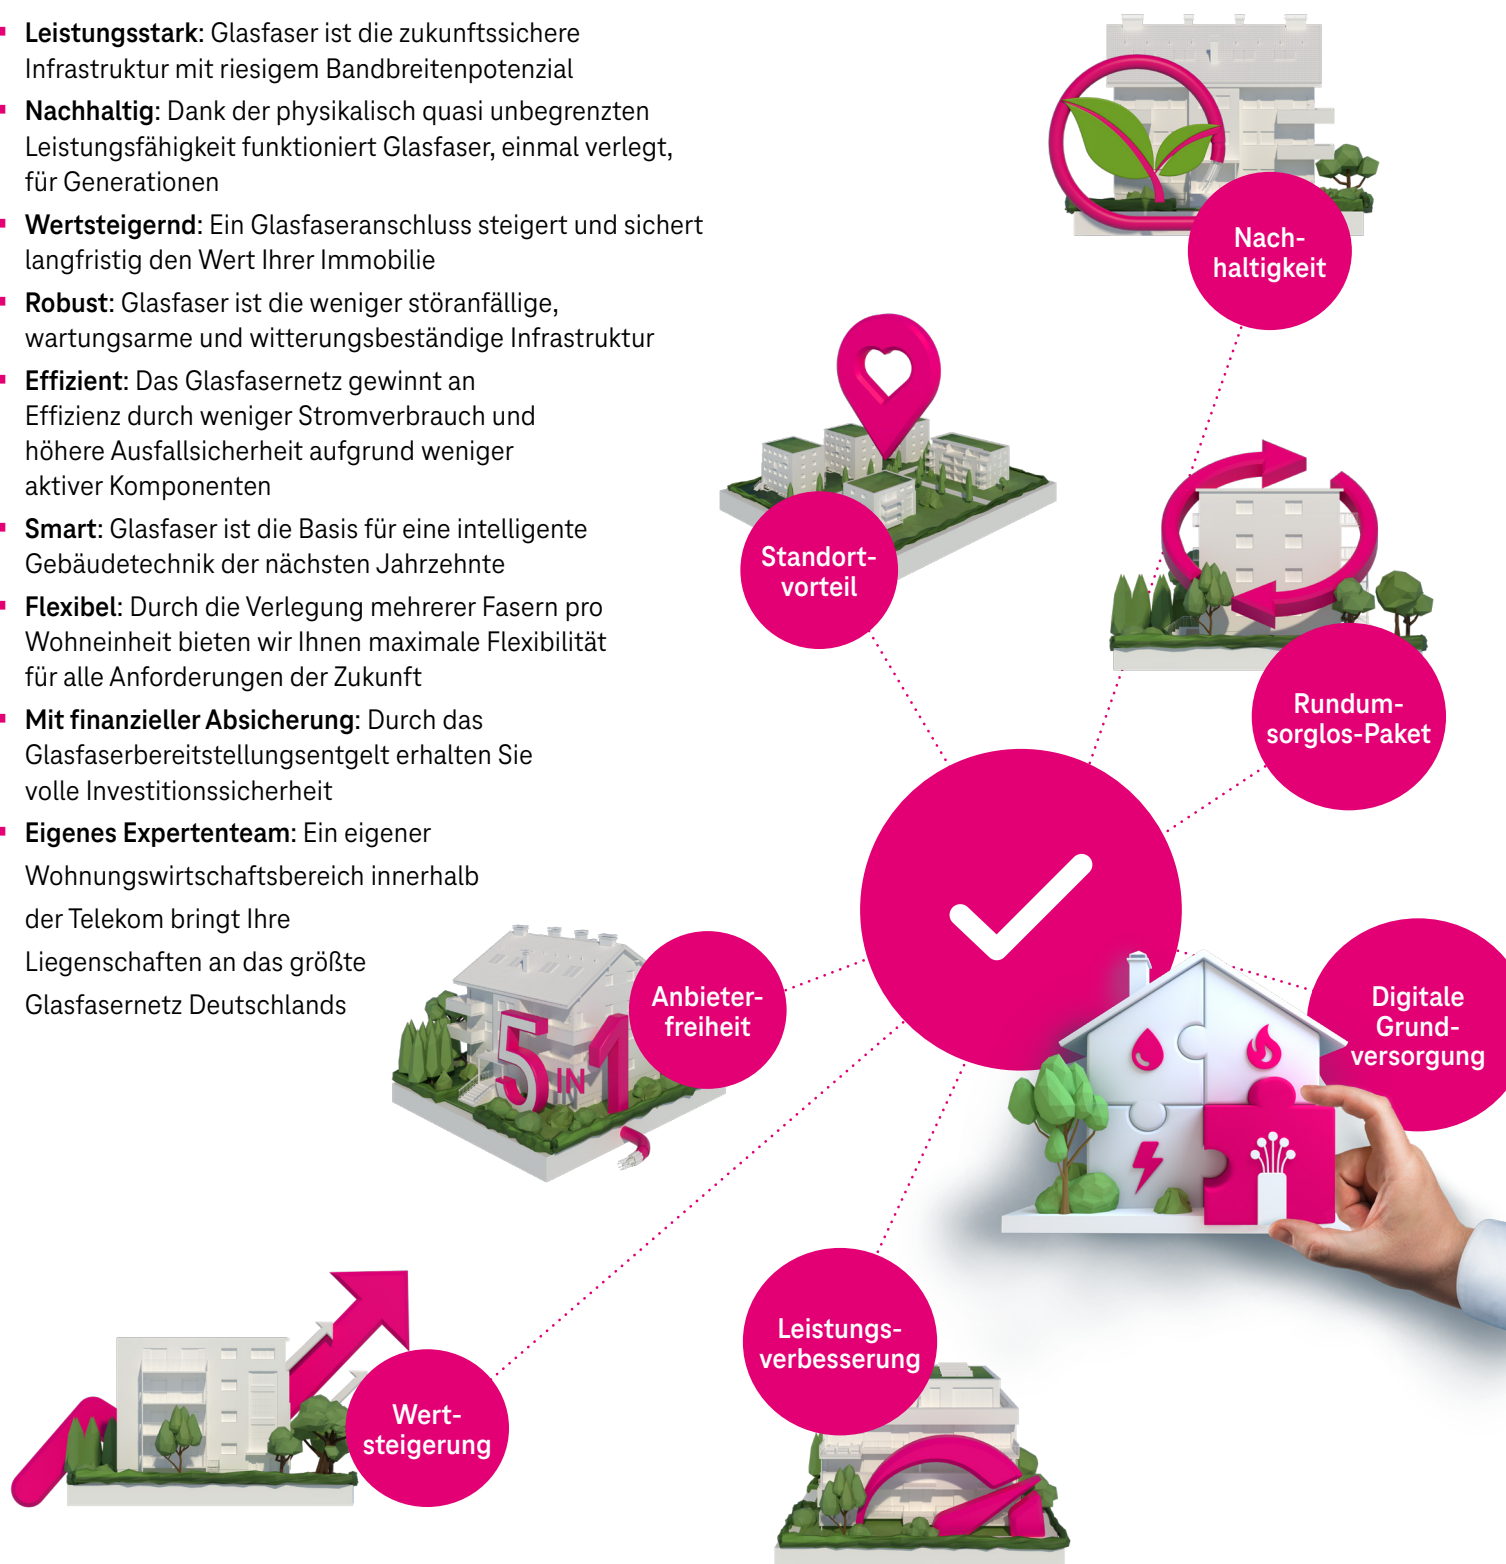 Leistungsstark: Glasfaser ist die zukunftssichere
Infrastruktur mit riesigem Bandbreitenpotenzial
Nachhaltig: Dank der physikalisch quasi unbegrenzten
Leistungsfähigkeit funktioniert Glasfaser, einmal verlegt,
für Generationen
Wertsteigernd: Ein Glasfaseranschluss steigert und sichert
langfristig den Wert Ihrer Immobilie
Robust: Glasfaser ist die weniger störanfällige,
wartungsarme und witterungsbeständige Infrastruktur
Effizient: Das Glasfasernetz gewinnt an
Effizienz durch weniger Stromverbrauch und
höhere Ausfallsicherheit aufgrund weniger
aktiver Komponenten
Smart: Glasfaser ist die Basis für eine intelligente
Gebäudetechnik der nächsten Jahrzehnte
Flexibel: Durch die Verlegung mehrerer Fasern pro
Wohneinheit bieten wir Ihnen maximale Flexibilität
für alle Anforderungen der Zukunft
Mit finanzieller Absicherung: Durch das
Glasfaserbereitstellungsentgelt erhalten Sie
volle Investitionssicherheit
Eigenes Expertenteam: Ein eigener
Wohnungswirtschaftsbereich innerhalb
der Telekom bringt Ihre
Liegenschaften an das größte
Glasfasernetz Deutschlands
Nach-
haltigkeit
Standort-
vorteil
Rundum-
sorglos-Paket
Anbieter-
freiheit
5 IN 1
Digitale
Grund-
versorgung
Leistungs-
verbesserung
Wert-
steigerung